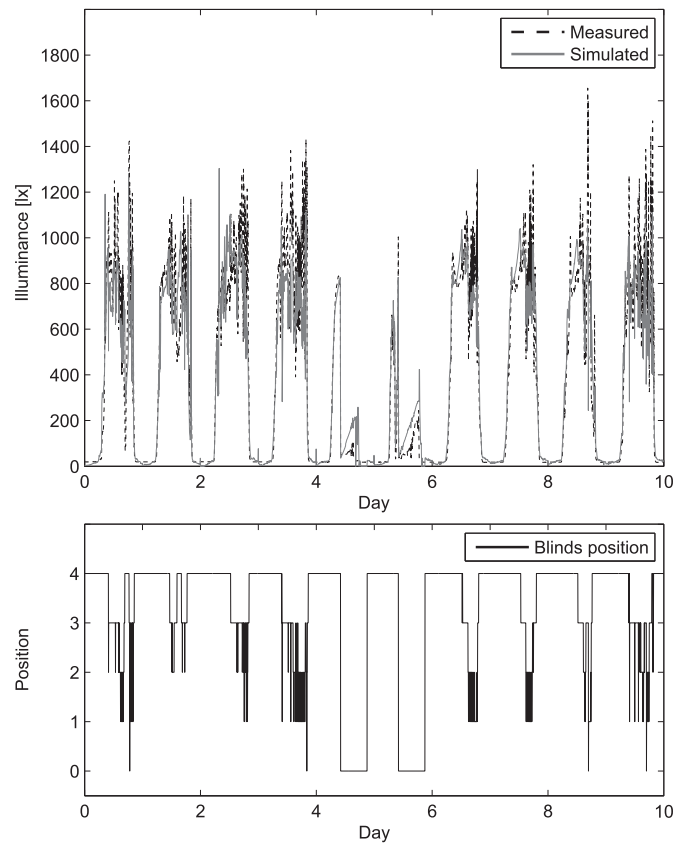 Measured
Simulated
1800
1600
1400
1200
1000
800
600
400
200
0
Illuminance [lx]
0 2 4 6 8 10
Day
Blinds position
4
3
2
1
0
Position
0 2 4 6 8 10
Day